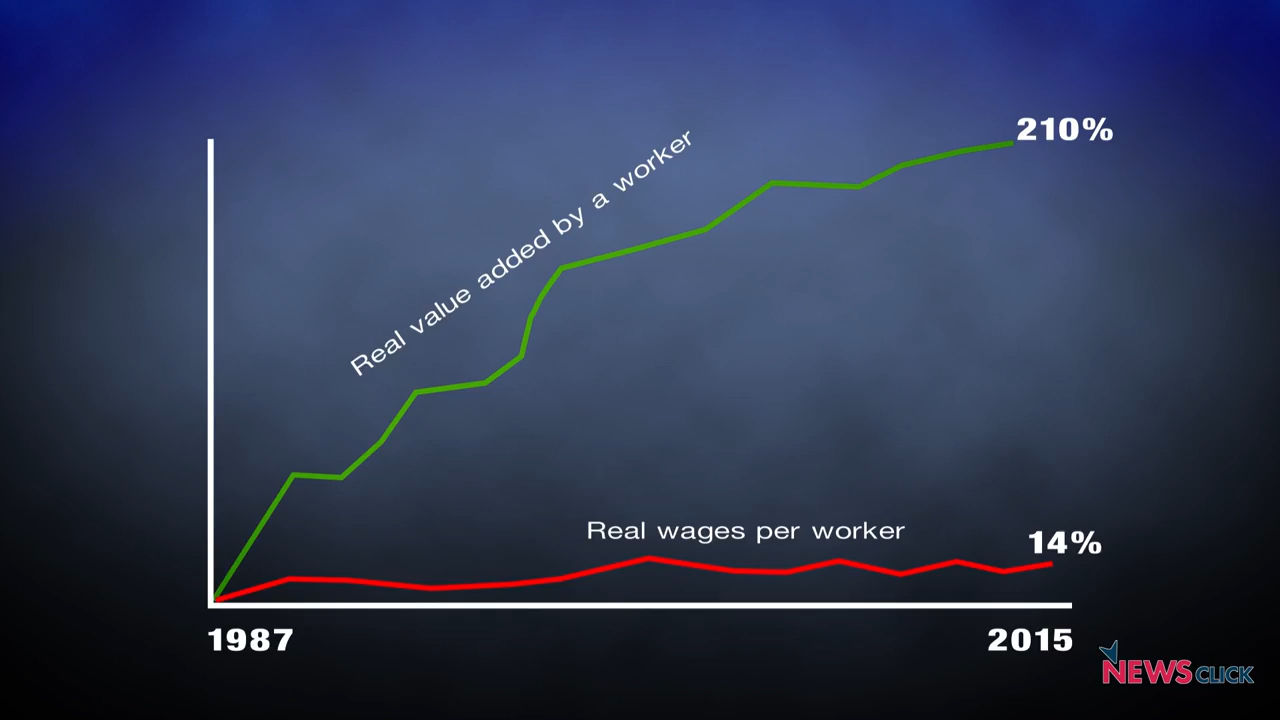 210%
Real value added by a worker
Real wages per worker
14%
1987
2015
NEWSCLICK